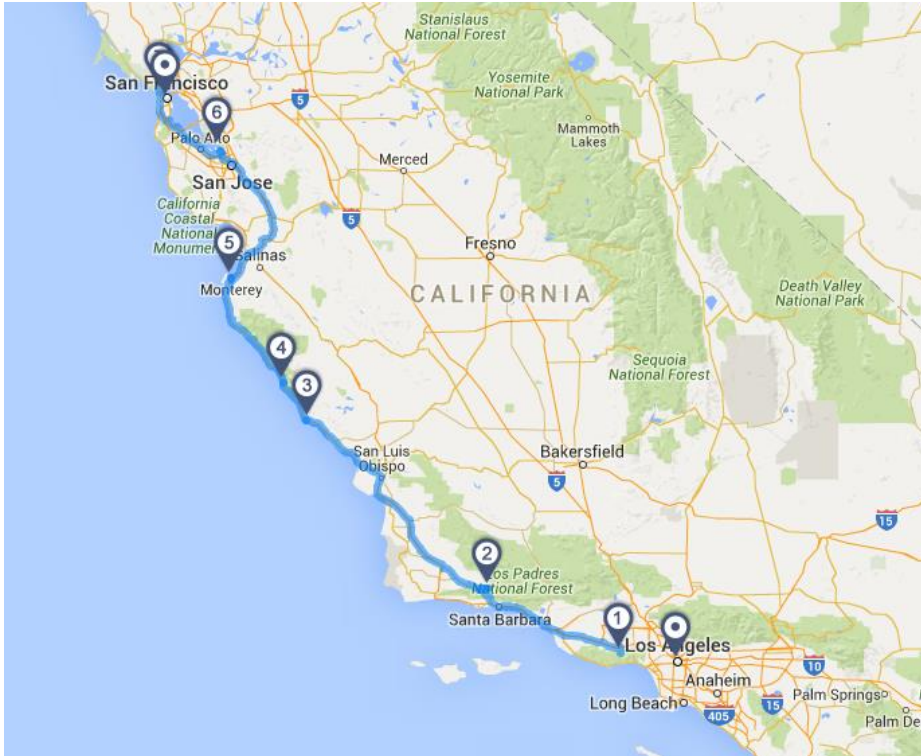 Stanislaus
National Forest
San Francisco
6
5
Yosemite
National Park
Mammoth
Lakes
Palo Alto
San Jose
Merced
California
Coastal
National
Monument
5
5
Salinas
Monterey
Fresno
CALIFORNIA
Death Valley
National Park
4
3
Sequoia
National Forest
San Luis
Obispo
Bakersfield
5
15
2
Los Padres
National Forest
Santa Barbara
1
Los Angeles
10
Anaheim
Long Beach
405
15
Palm Springs
Palm De